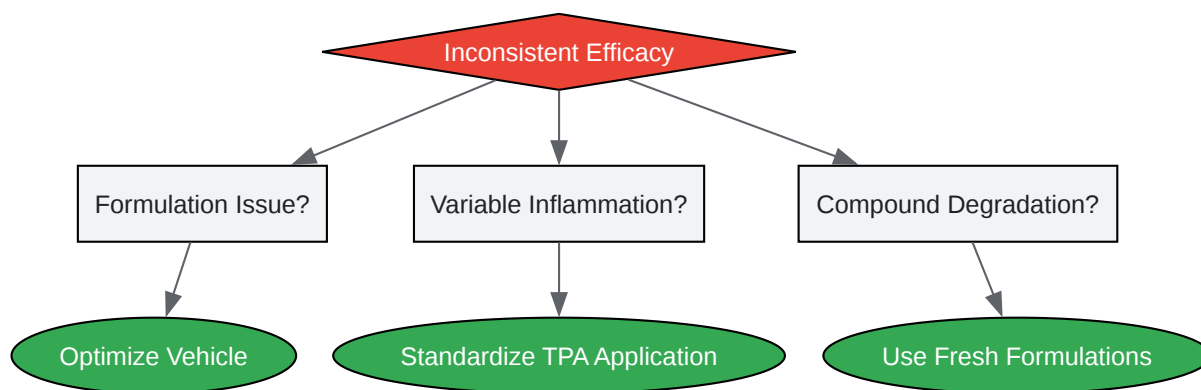 Inconsistent Efficacy
Formulation Issue?
Variable Inflammation?
Compound Degradation?
Optimize Vehicle
Standardize TPA Application
Use Fresh Formulations